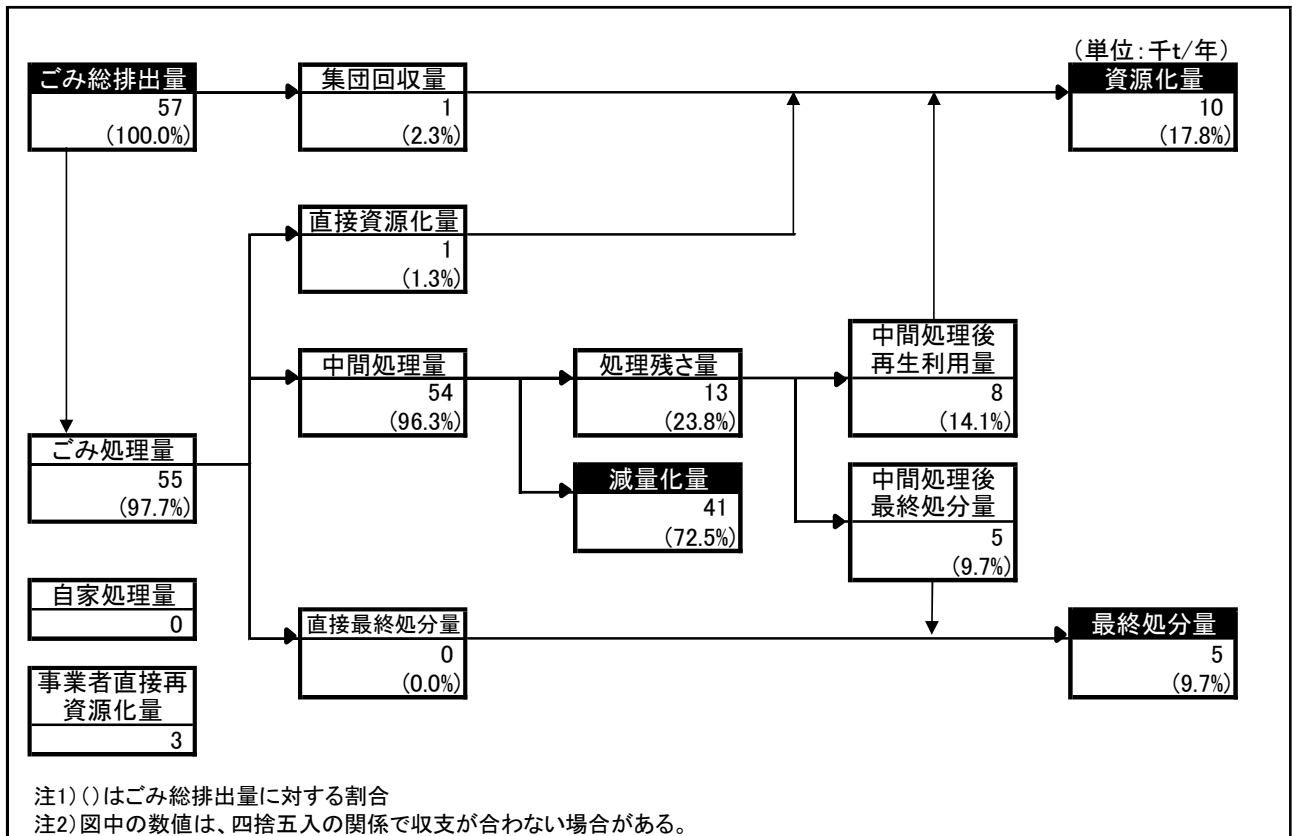 (単位:千t/年)
ごみ総排出量
57
(100.0%)
集団回収量
1
(2.3%)
資源化量
10
(17.8%)
直接資源化量
1
(1.3%)
中間処理量
54
(96.3%)
処理残さ量
13
(23.8%)
中間処理後
再生利用量
8
(14.1%)
ごみ処理量
55
(97.7%)
減量化量
41
(72.5%)
中間処理後
最終処分量
5
(9.7%)
自家処理量
0
直接最終処分量
0
(0.0%)
最終処分量
5
(9.7%)
事業者直接再
資源化量
3
注1)()はごみ総排出量に対する割合
注2)図中の数値は、四捨五入の関係で収支が合わない場合がある。